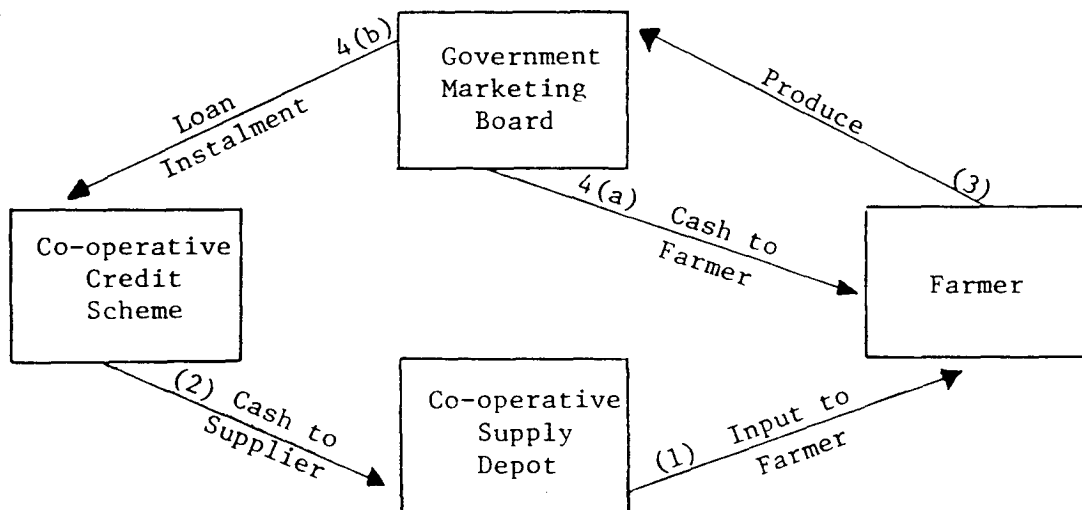 4(b)
Loan
Instalment
Government
Marketing
Board
Produce
(3)
4(a) Cash to
Farmer
Co-operative
Credit
Scheme
Farmer
(2) Cash to
Supplier
Co-operative
Supply
Depot
(1) Input to
Farmer